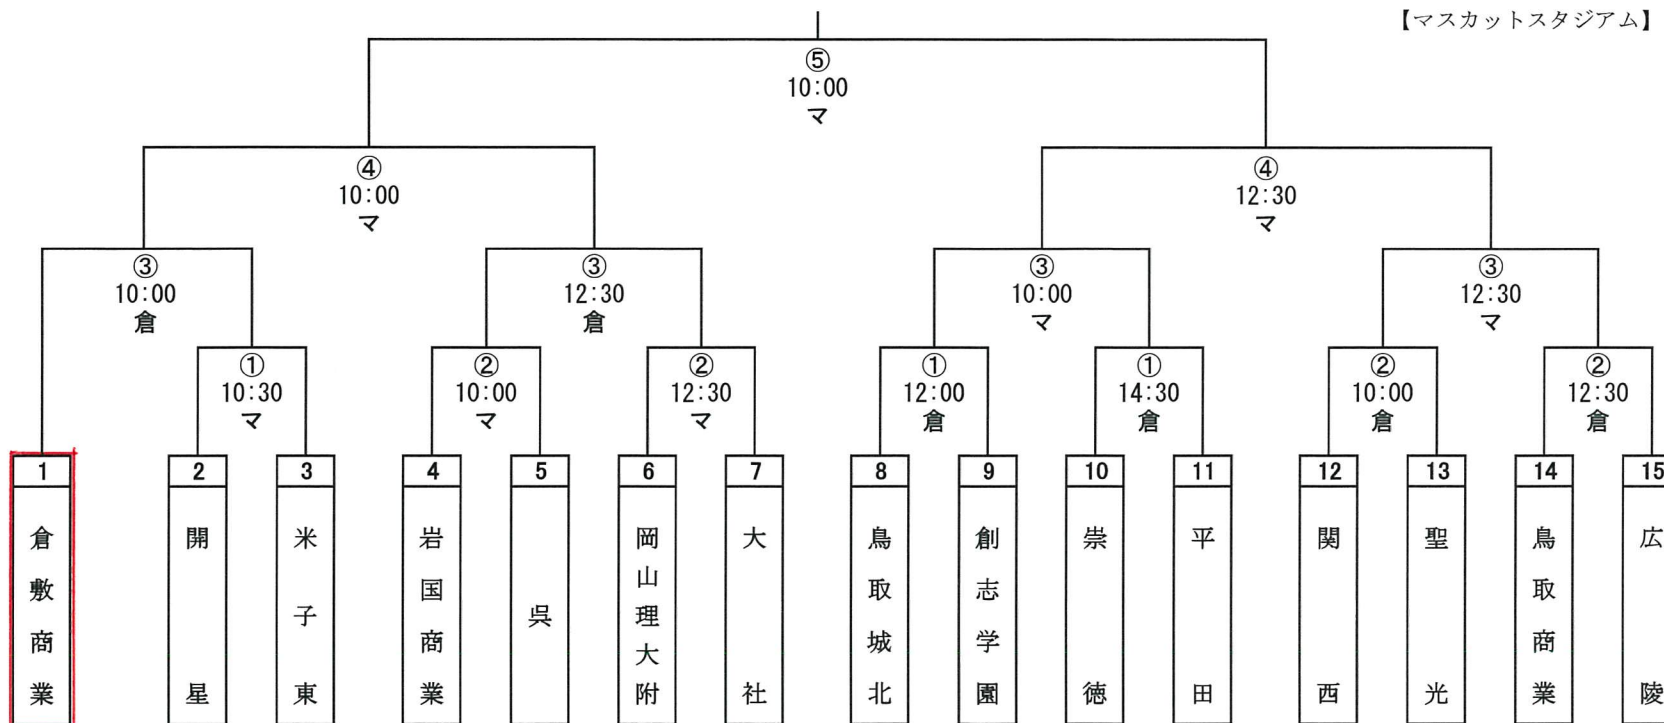 【マスカットスタジアム】
⑤
10:00
マ
④
10:00
マ
④
12:30
マ
③
10:00
倉
③
12:30
倉
③
10:00
マ
③
12:30
マ
①
10:30
マ
②
10:00
マ
②
12:30
マ
①
12:00
倉
①
14:30
倉
②
10:00
倉
②
12:30
倉
1
倉敷商業
2
開星
3
米子東
4
岩国商業
5
呉
6
岡山理大附
7
大社
8
鳥取城北
9
創志学園
10
崇徳
11
平田
12
関西
13
聖光
14
鳥取商業
15
広陵